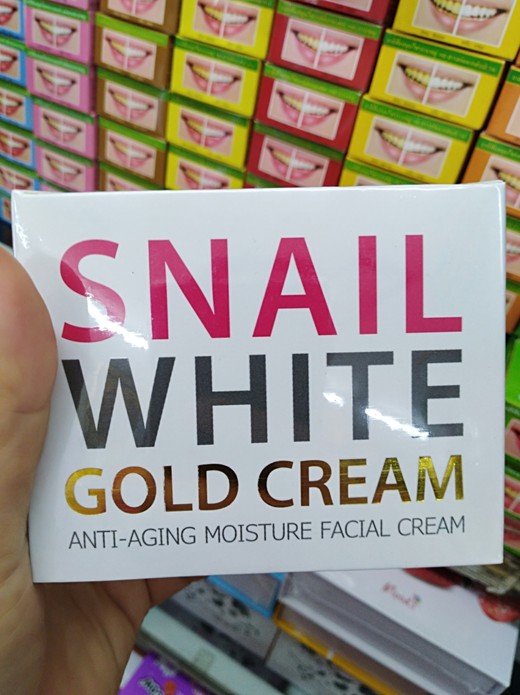 SNAIL
WHITE
GOLD CREAM
ANTI-AGING MOISTURE FACIAL CREAM